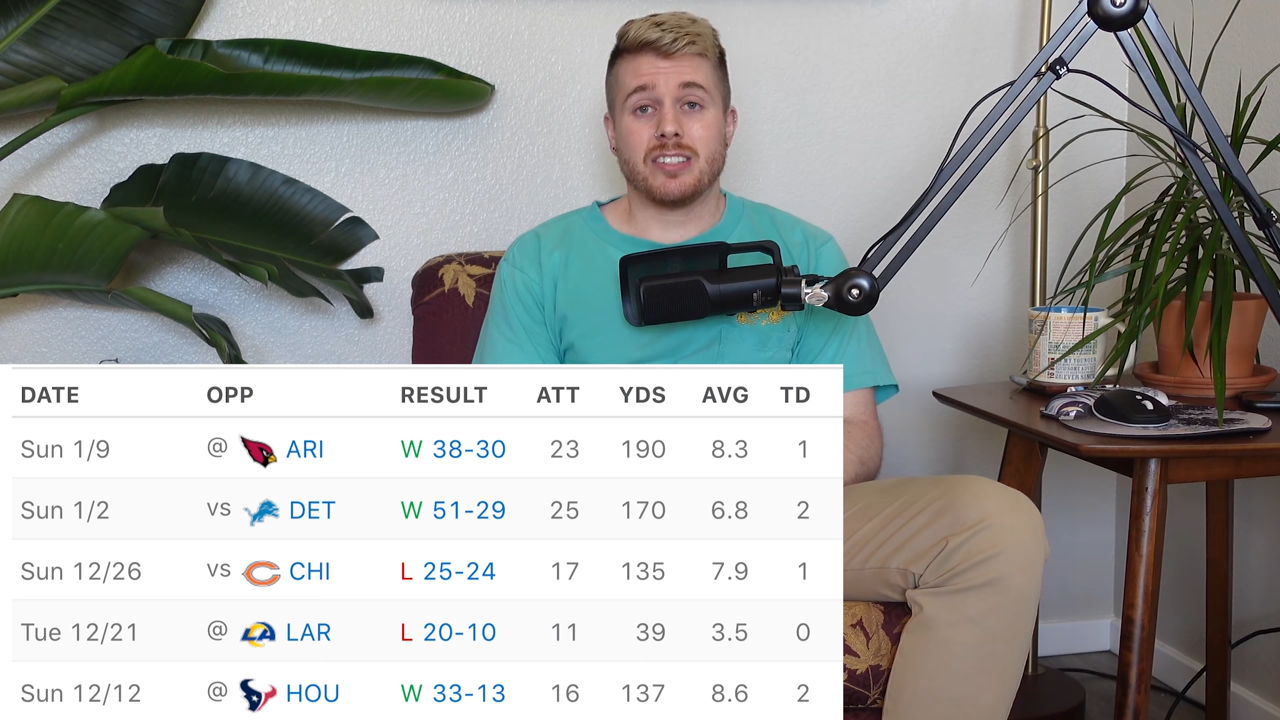 DATE OPP RESULT ATT YDS AVG TD
Sun 1/9 @ ARI W 38-30 23 190 8.3 1
Sun 1/2 vs DET W 51-29 25 170 6.8 2
Sun 12/26 vs CHI L 25-24 17 135 7.9 1
Tue 12/21 @ LAR L 20-10 11 39 3.5 0
Sun 12/12 @ HOU W 33-13 16 137 8.6 2